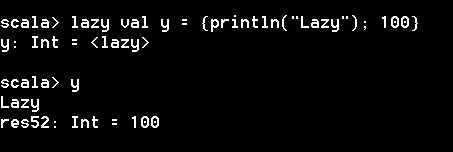 scala> lazy val y = {println("Lazy"); 100}
y: Int = <lazy>
scala> y
Lazy
res52: Int = 100